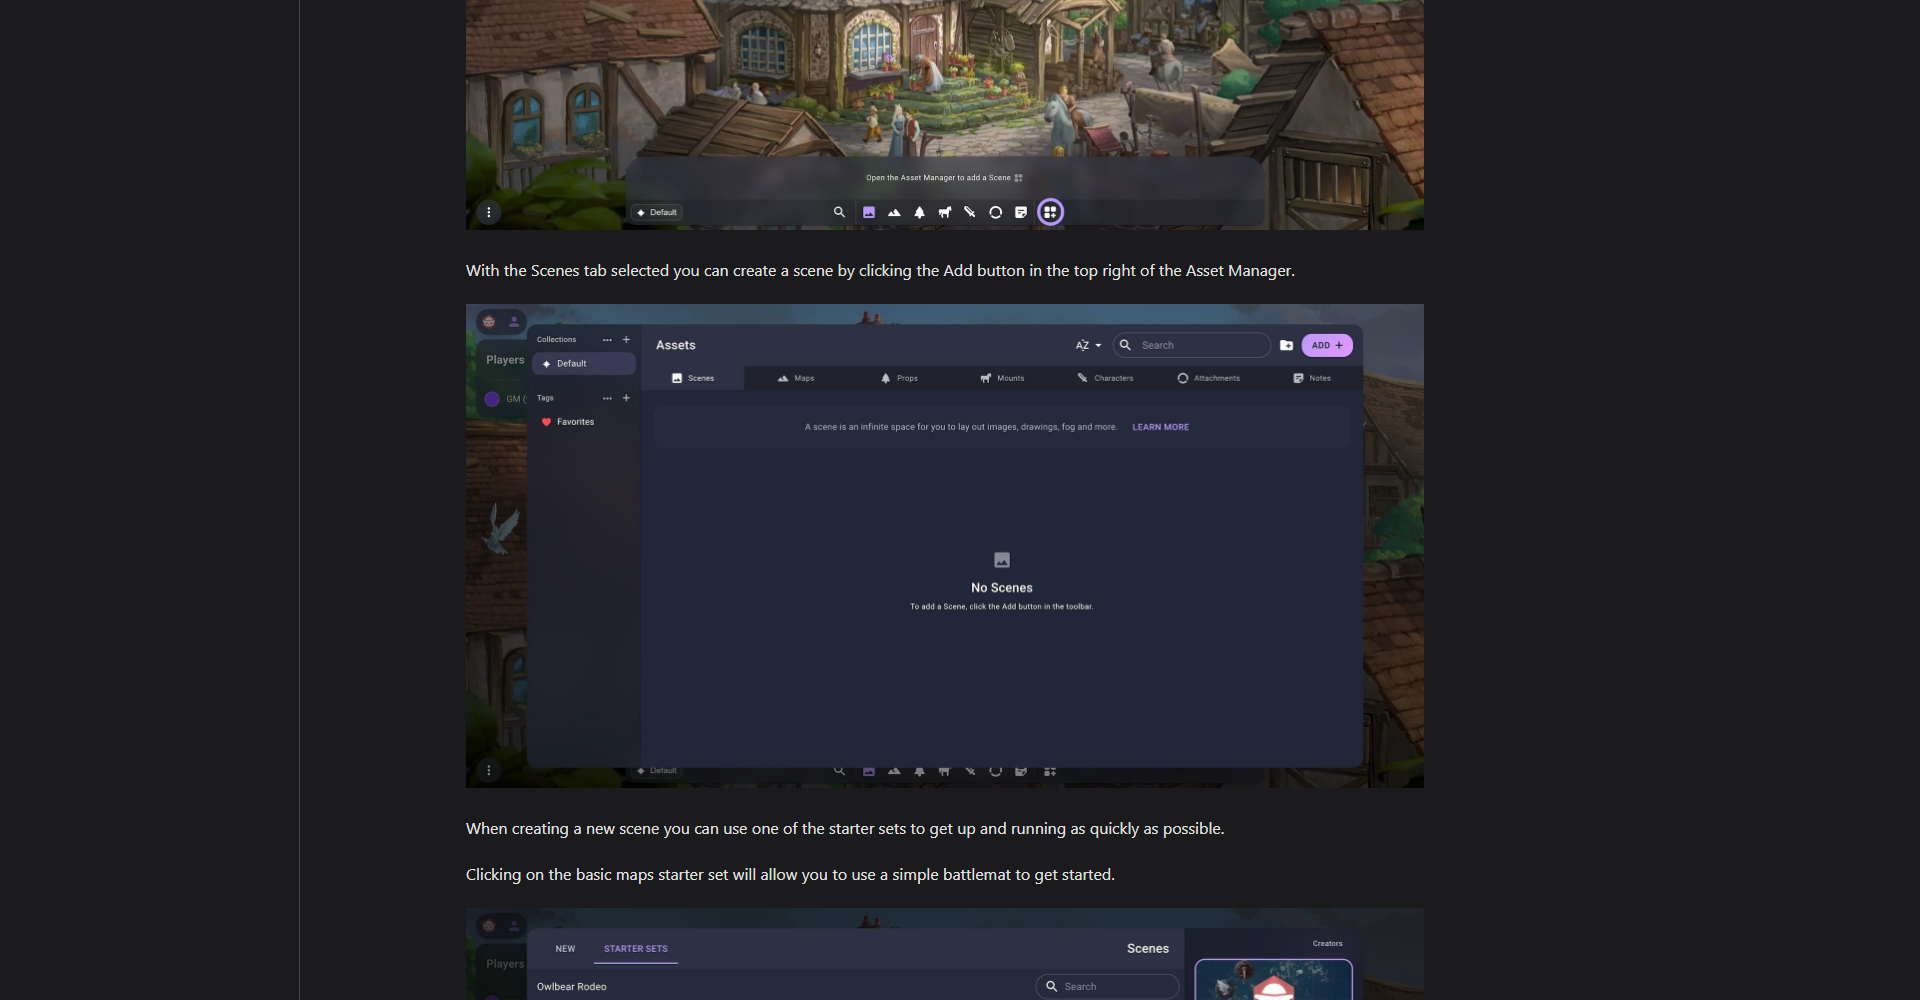 Open the Asset Manager to add a Scene
Default
With the Scenes tab selected you can create a scene by clicking the Add button in the top right of the Asset Manager.
Collections
Assets
AZ
Search
ADD +
Players
Default
Scenes
Maps
Props
Mounts
Characters
Attachments
Notes
GM (
Tags
Favorites
A scene is an infinite space for you to lay out images, drawings, fog and more. LEARN MORE
No Scenes
To add a Scene, click the Add button in the toolbar.
Default
When creating a new scene you can use one of the starter sets to get up and running as quickly as possible.
Clicking on the basic maps starter set will allow you to use a simple battlemat to get started.
NEW
STARTER SETS
Scenes
Creators
Players
Owlbear Rodeo
Search